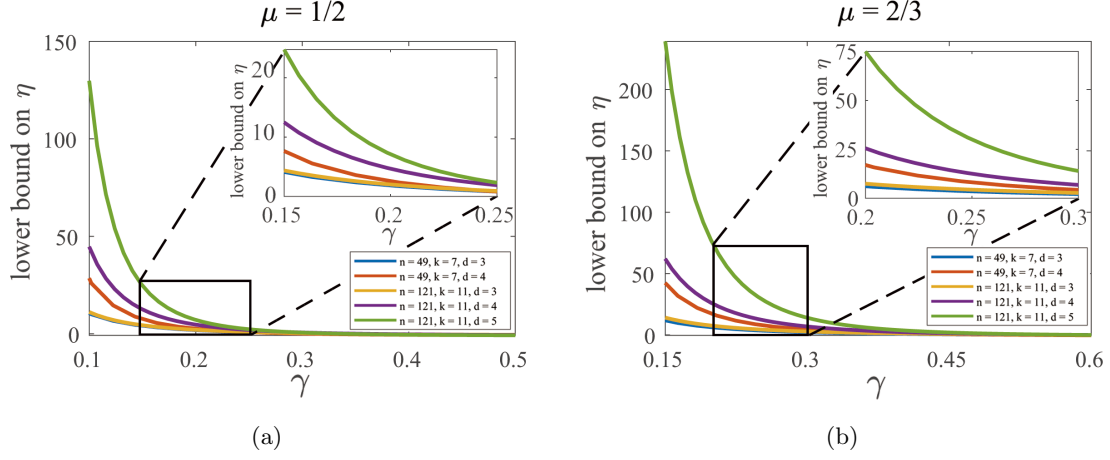 μ = 1/2
150
100
50
0
lower bound on η
0.1
0.2
0.3
0.4
0.5
γ
20
10
0
lower bound on η
0.15
0.2
0.25
γ
n = 49, k = 7, d = 3
n = 49, k = 7, d = 4
n = 121, k = 11, d = 3
n = 121, k = 11, d = 4
n = 121, k = 11, d = 5
(a)
μ = 2/3
200
150
100
50
0
lower bound on η
0.15
0.3
0.45
0.6
γ
75
50
25
0
lower bound on η
0.2
0.25
0.3
γ
n = 49, k = 7, d = 3
n = 49, k = 7, d = 4
n = 121, k = 11, d = 3
n = 121, k = 11, d = 4
n = 121, k = 11, d = 5
(b)